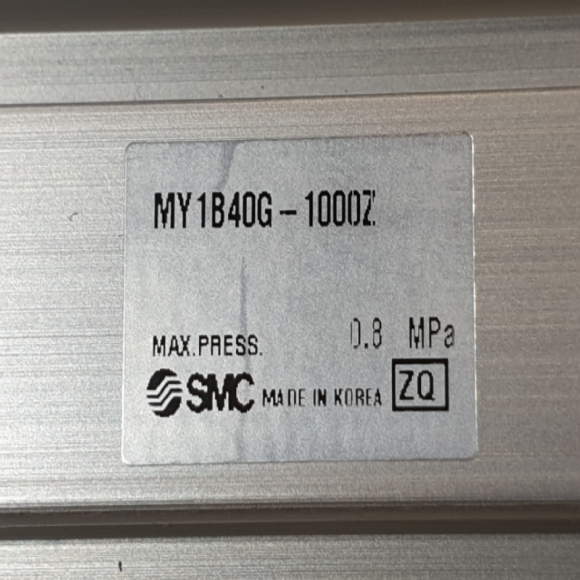 MY1B40G-1000Z
MAX.PRESS. 0.8 MPa
SMC MADE IN KOREA ZQ